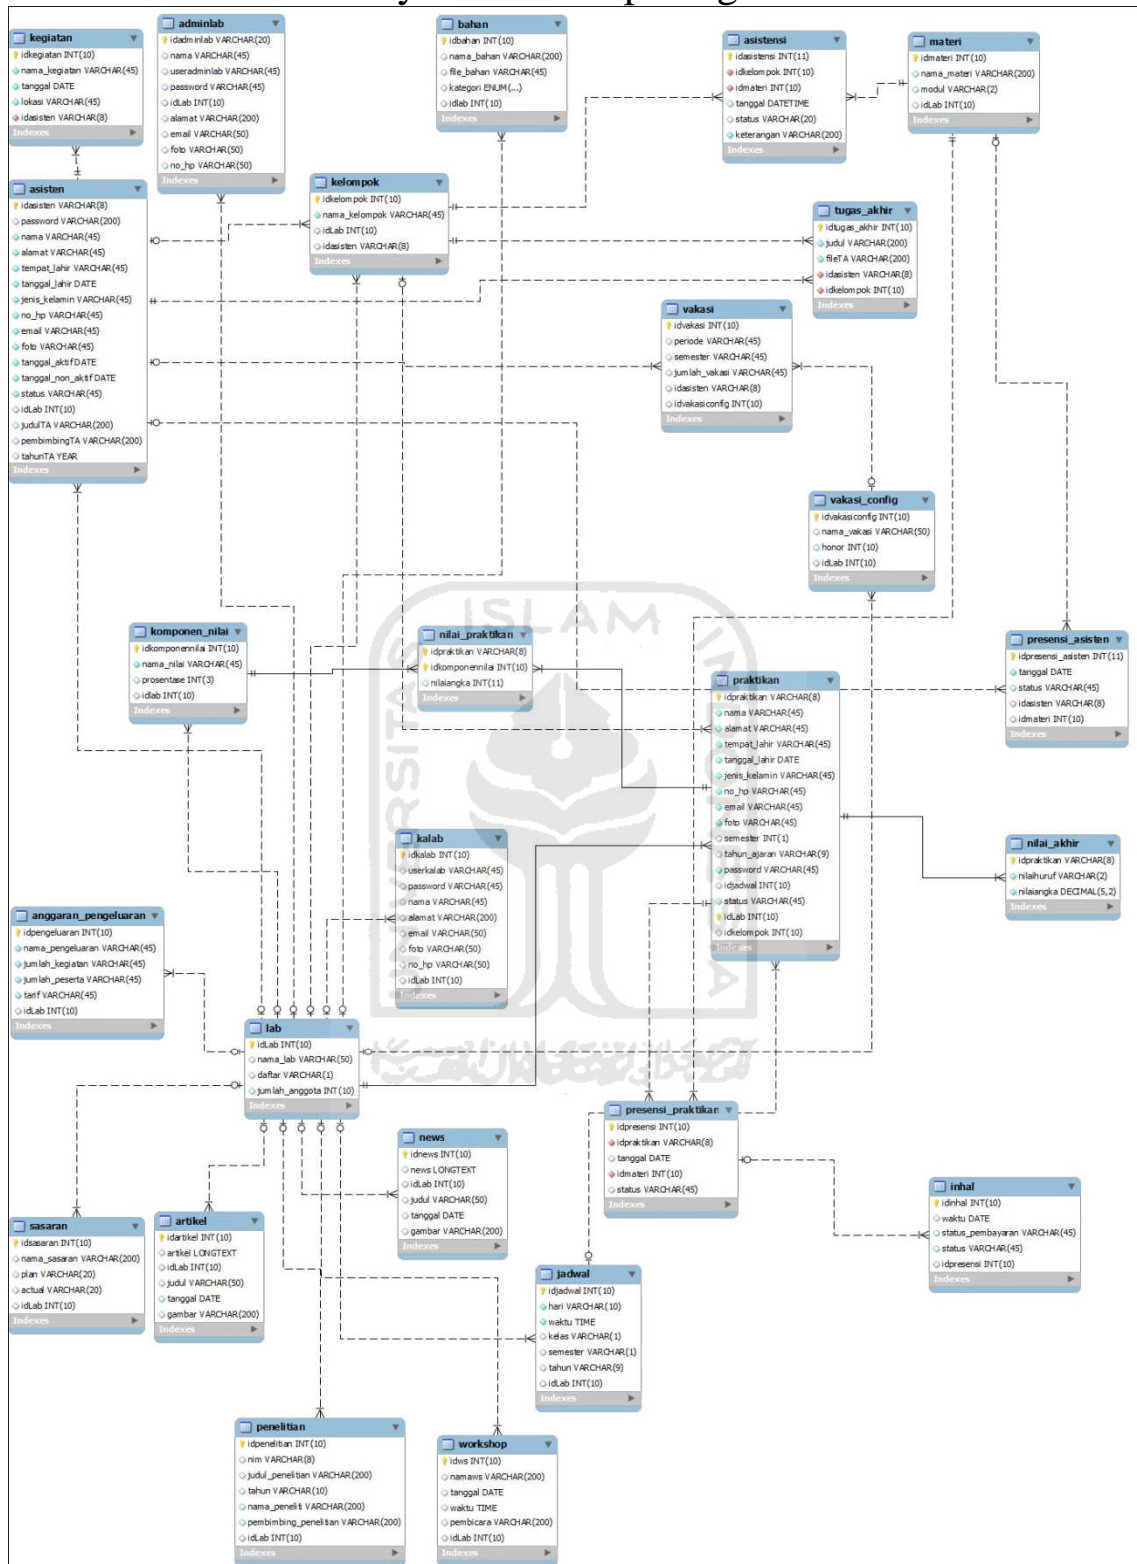 kegiatan
idkegiatan INT(10)
nama_kegiatan VARCHAR(45)
tanggal DATE
lokasi VARCHAR(45)
idasisten VARCHAR(8)
Indexes
adminlab
idadminlab VARCHAR(20)
nama VARCHAR(45)
useradminlab VARCHAR(45)
password VARCHAR(45)
idLab INT(10)
alamat VARCHAR(200)
email VARCHAR(50)
foto VARCHAR(50)
no_hp VARCHAR(50)
Indexes
bahan
idbahan INT(10)
nama_bahan VARCHAR(200)
file_bahan VARCHAR(45)
kategori ENUM(...)
idlab INT(10)
Indexes
asistensi
idasistensi INT(11)
idkelompok INT(10)
idmateri INT(10)
tanggal DATETIME
status VARCHAR(20)
keterangan VARCHAR(200)
Indexes
materi
idmateri INT(10)
nama_materi VARCHAR(200)
modul VARCHAR(2)
idLab INT(10)
Indexes
asisten
idasisten VARCHAR(8)
password VARCHAR(200)
nama VARCHAR(45)
alamat VARCHAR(45)
tempat_lahir VARCHAR(45)
tanggal_lahir DATE
jenis_kelamin VARCHAR(45)
no_hp VARCHAR(45)
email VARCHAR(45)
foto VARCHAR(45)
tanggal_aktif DATE
tanggal_non_aktif DATE
status VARCHAR(45)
idLab INT(10)
judulTA VARCHAR(200)
pembimbingTA VARCHAR(200)
tahunTA YEAR
Indexes
kelompok
idkelompok INT(10)
nama_kelompok VARCHAR(45)
idLab INT(10)
idasisten VARCHAR(8)
Indexes
tugas_akhir
idtugas_akhir INT(10)
judul VARCHAR(200)
fileTA VARCHAR(200)
idasisten VARCHAR(8)
idkelompok INT(10)
Indexes
vakasi
idvakasi INT(10)
periode VARCHAR(45)
semester VARCHAR(45)
jumlah_vakasi VARCHAR(45)
idasisten VARCHAR(8)
idvakasiconfig INT(10)
Indexes
vakasi_config
idvakasiconfig INT(10)
nama_vakasi VARCHAR(50)
honor INT(10)
idLab INT(10)
Indexes
komponen_nilai
idkomponennilai INT(10)
nama_nilai VARCHAR(45)
prosentase INT(3)
idlab INT(10)
Indexes
nilai_praktikan
idpraktikan VARCHAR(8)
idkomponennilai INT(10)
nilaiangka INT(11)
Indexes
praktikan
idpraktikan VARCHAR(8)
nama VARCHAR(45)
alamat VARCHAR(45)
tempat_lahir VARCHAR(45)
tanggal_lahir DATE
jenis_kelamin VARCHAR(45)
no_hp VARCHAR(45)
email VARCHAR(45)
foto VARCHAR(45)
semester INT(1)
tahun_ajaran VARCHAR(9)
password VARCHAR(45)
idjadwal INT(10)
status VARCHAR(45)
idLab INT(10)
idkelompok INT(10)
Indexes
presensi_asisten
idpresensi_asisten INT(11)
tanggal DATE
status VARCHAR(45)
idasisten VARCHAR(8)
idmateri INT(10)
Indexes
kalab
idkalab INT(10)
userkalab VARCHAR(45)
password VARCHAR(45)
nama VARCHAR(45)
alamat VARCHAR(200)
email VARCHAR(50)
foto VARCHAR(50)
no_hp VARCHAR(50)
idLab INT(10)
Indexes
nilai_akhir
idpraktikan VARCHAR(8)
nilaihuruf VARCHAR(2)
nilaiangka DECIMAL(5,2)
Indexes
anggaran_pengeluaran
idpengeluaran INT(10)
nama_pengeluaran VARCHAR(45)
jumlah_kegiatan VARCHAR(45)
jumlah_peserta VARCHAR(45)
tarif VARCHAR(45)
idLab INT(10)
Indexes
lab
idLab INT(10)
nama_lab VARCHAR(50)
daftar VARCHAR(1)
jumlah_anggota INT(10)
Indexes
presensi_praktikan
idpresensi INT(10)
idpraktikan VARCHAR(8)
tanggal DATE
idmateri INT(10)
status VARCHAR(45)
Indexes
news
idnews INT(10)
news LONGTEXT
idLab INT(10)
judul VARCHAR(50)
tanggal DATE
gambar VARCHAR(200)
Indexes
inhal
idinhal INT(10)
waktu DATE
status_pembayaran VARCHAR(45)
status VARCHAR(45)
idpresensi INT(10)
Indexes
sasaran
idsasaran INT(10)
nama_sasaran VARCHAR(200)
plan VARCHAR(20)
actual VARCHAR(20)
idLab INT(10)
Indexes
artikel
idartikel INT(10)
artikel LONGTEXT
idLab INT(10)
judul VARCHAR(50)
tanggal DATE
gambar VARCHAR(200)
Indexes
jadwal
idjadwal INT(10)
hari VARCHAR(10)
waktu TIME
kelas VARCHAR(1)
semester VARCHAR(1)
tahun VARCHAR(9)
idLab INT(10)
Indexes
penelitian
idpenelitian INT(10)
nim VARCHAR(8)
judul_penelitian VARCHAR(200)
tahun VARCHAR(10)
nama_peneliti VARCHAR(200)
pembimbing_penelitian VARCHAR(200)
idLab INT(10)
Indexes
workshop
idws INT(10)
namaws VARCHAR(200)
tanggal DATE
waktu TIME
pembicara VARCHAR(200)
idLab INT(10)
Indexes
UNIVERSITAS ISLAM INDONESIA